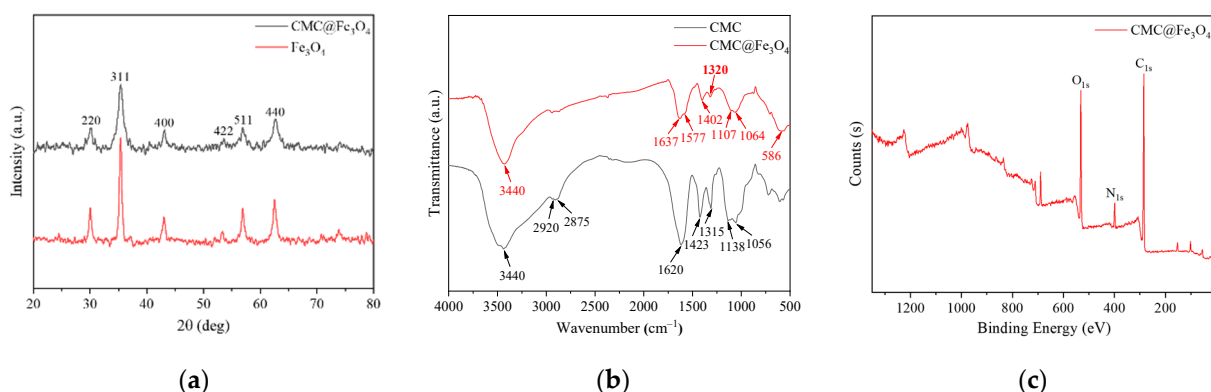 CMC@Fe₃O₄
Fe₃O₄
311
220
400
422
511
440
Intensity (a.u.)
20 30 40 50 60 70 80
2θ (deg)
(a)
CMC
CMC@Fe₃O₄
1320
1402
1637
1577
1107
1064
586
3440
2920
2875
1423
1315
1138
1056
1620
3440
Transmittance (a.u.)
4000 3500 3000 2500 2000 1500 1000 500
Wavenumber (cm⁻¹)
(b)
CMC@Fe₃O₄
C₁ₛ
O₁ₛ
N₁ₛ
Counts (s)
1200 1000 800 600 400 200
Binding Energy (eV)
(c)